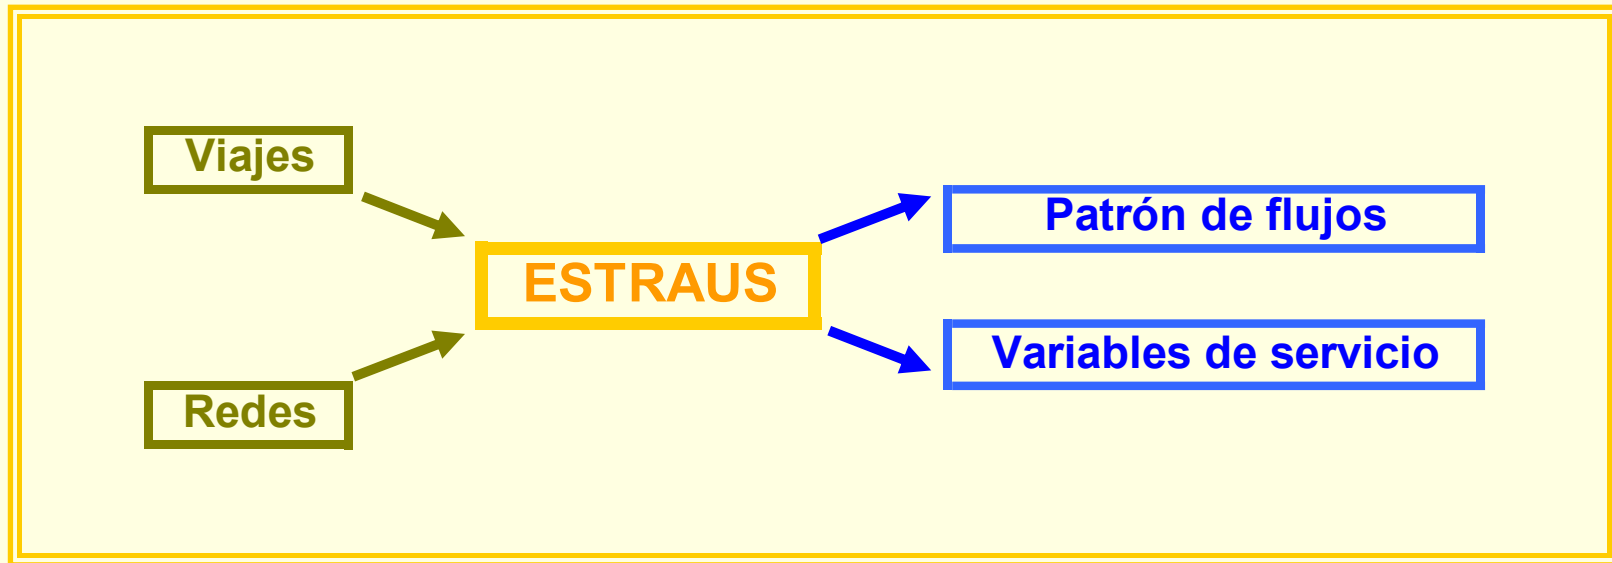 Viajes
Redes
ESTRAUS
Patrón de flujos
Variables de servicio